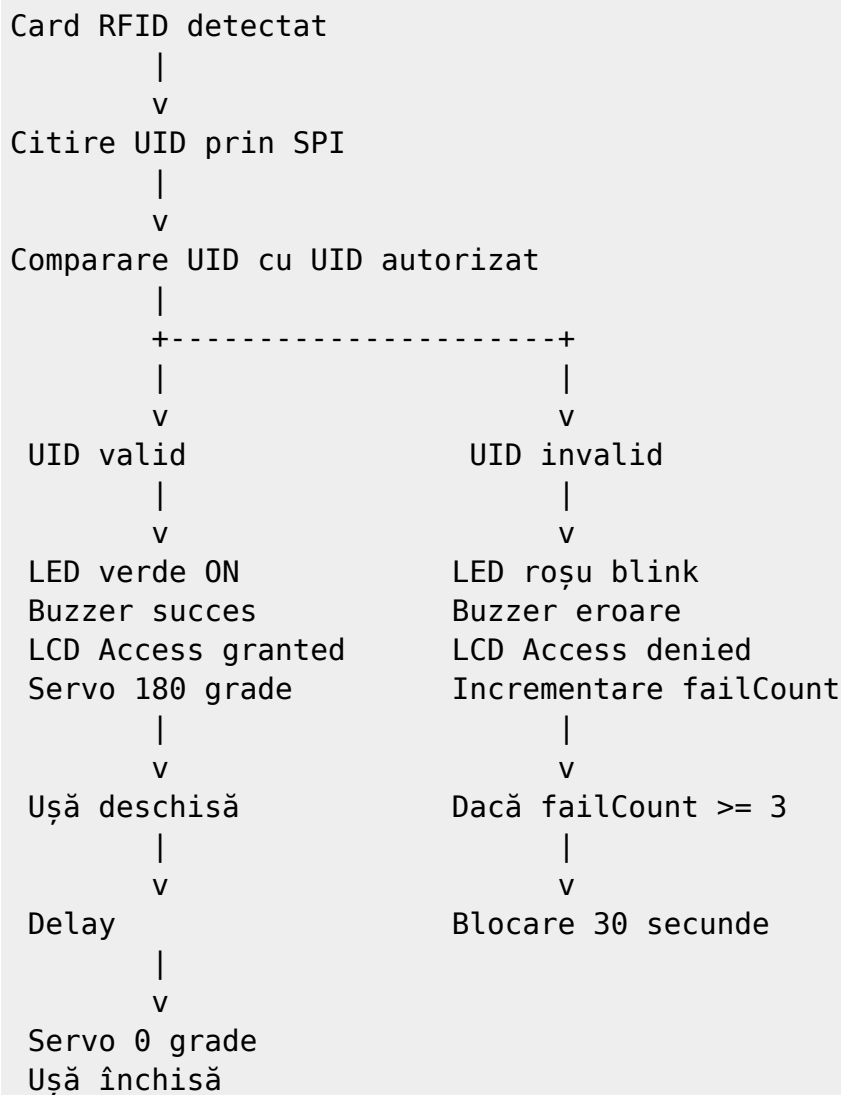 Card RFID detectat
|
v
Citire UID prin SPI
|
v
Comparare UID cu UID autorizat
|
+----------------------+
| |
v v
UID valid UID invalid
| |
v v
LED verde ON LED roșu blink
Buzzer succes Buzzer eroare
LCD Access granted LCD Access denied
Servo 180 grade Incrementare failCount
| |
v v
Ușă deschisă Dacă failCount >= 3
| |
v v
Delay Blocare 30 secunde
|
v
Servo 0 grade
Ușă închisă